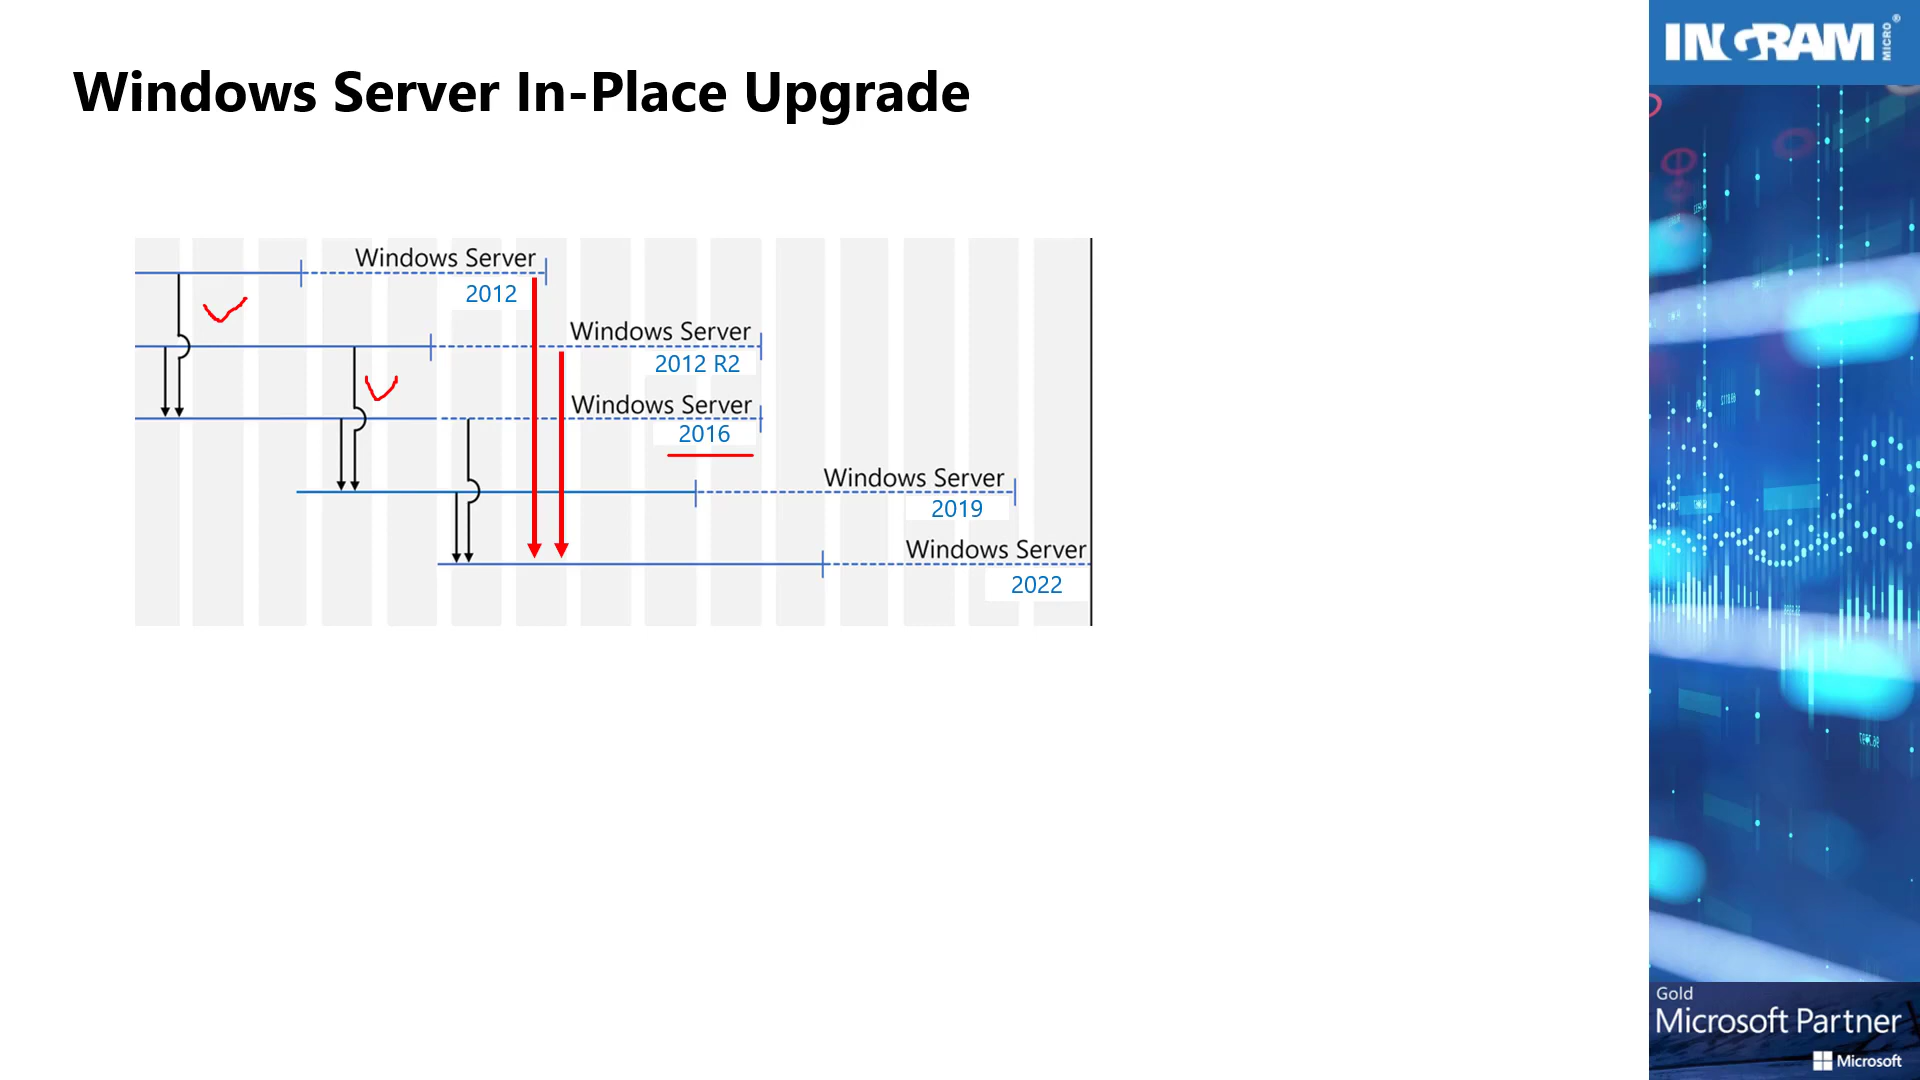 Windows Server In-Place Upgrade
INGRAM MICRO®
Windows Server
2012
Windows Server
2012 R2
Windows Server
2016
Windows Server
2019
Windows Server
2022
Gold
Microsoft Partner
Microsoft